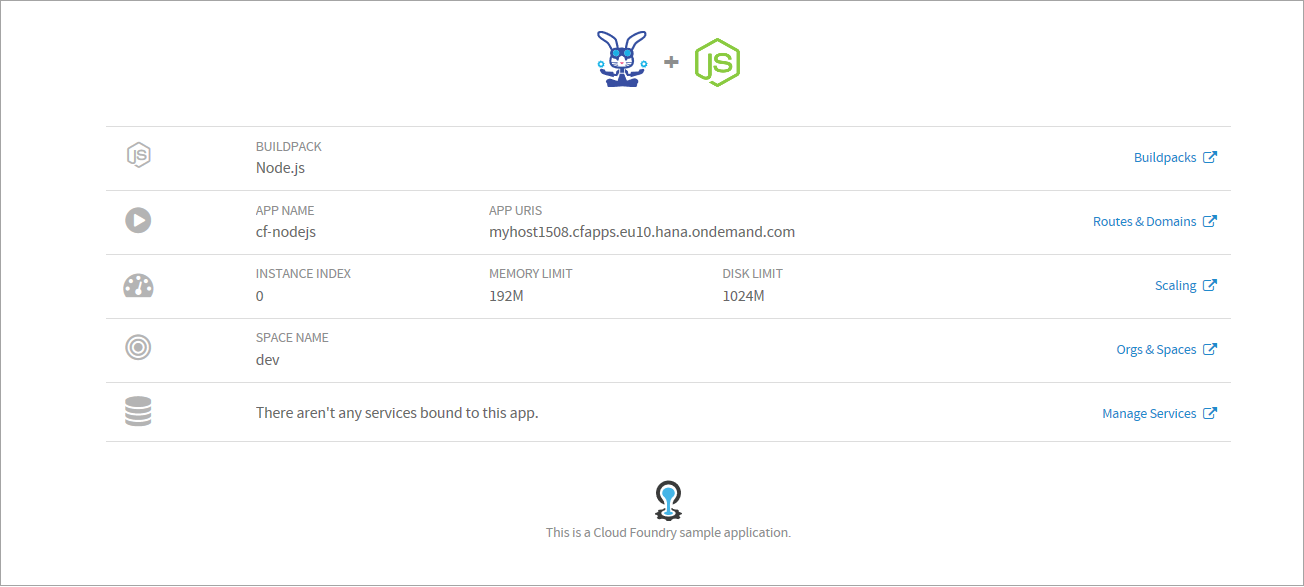 JS
JS
BUILDPACK
Node.js
Buildpacks
APP NAME
APP URIS
cf-nodejs
myhost1508.cfapps.eu10.hana.ondemand.com
Routes & Domains
INSTANCE INDEX
MEMORY LIMIT
DISK LIMIT
0
192M
1024M
Scaling
SPACE NAME
dev
Orgs & Spaces
There aren't any services bound to this app.
Manage Services
This is a Cloud Foundry sample application.